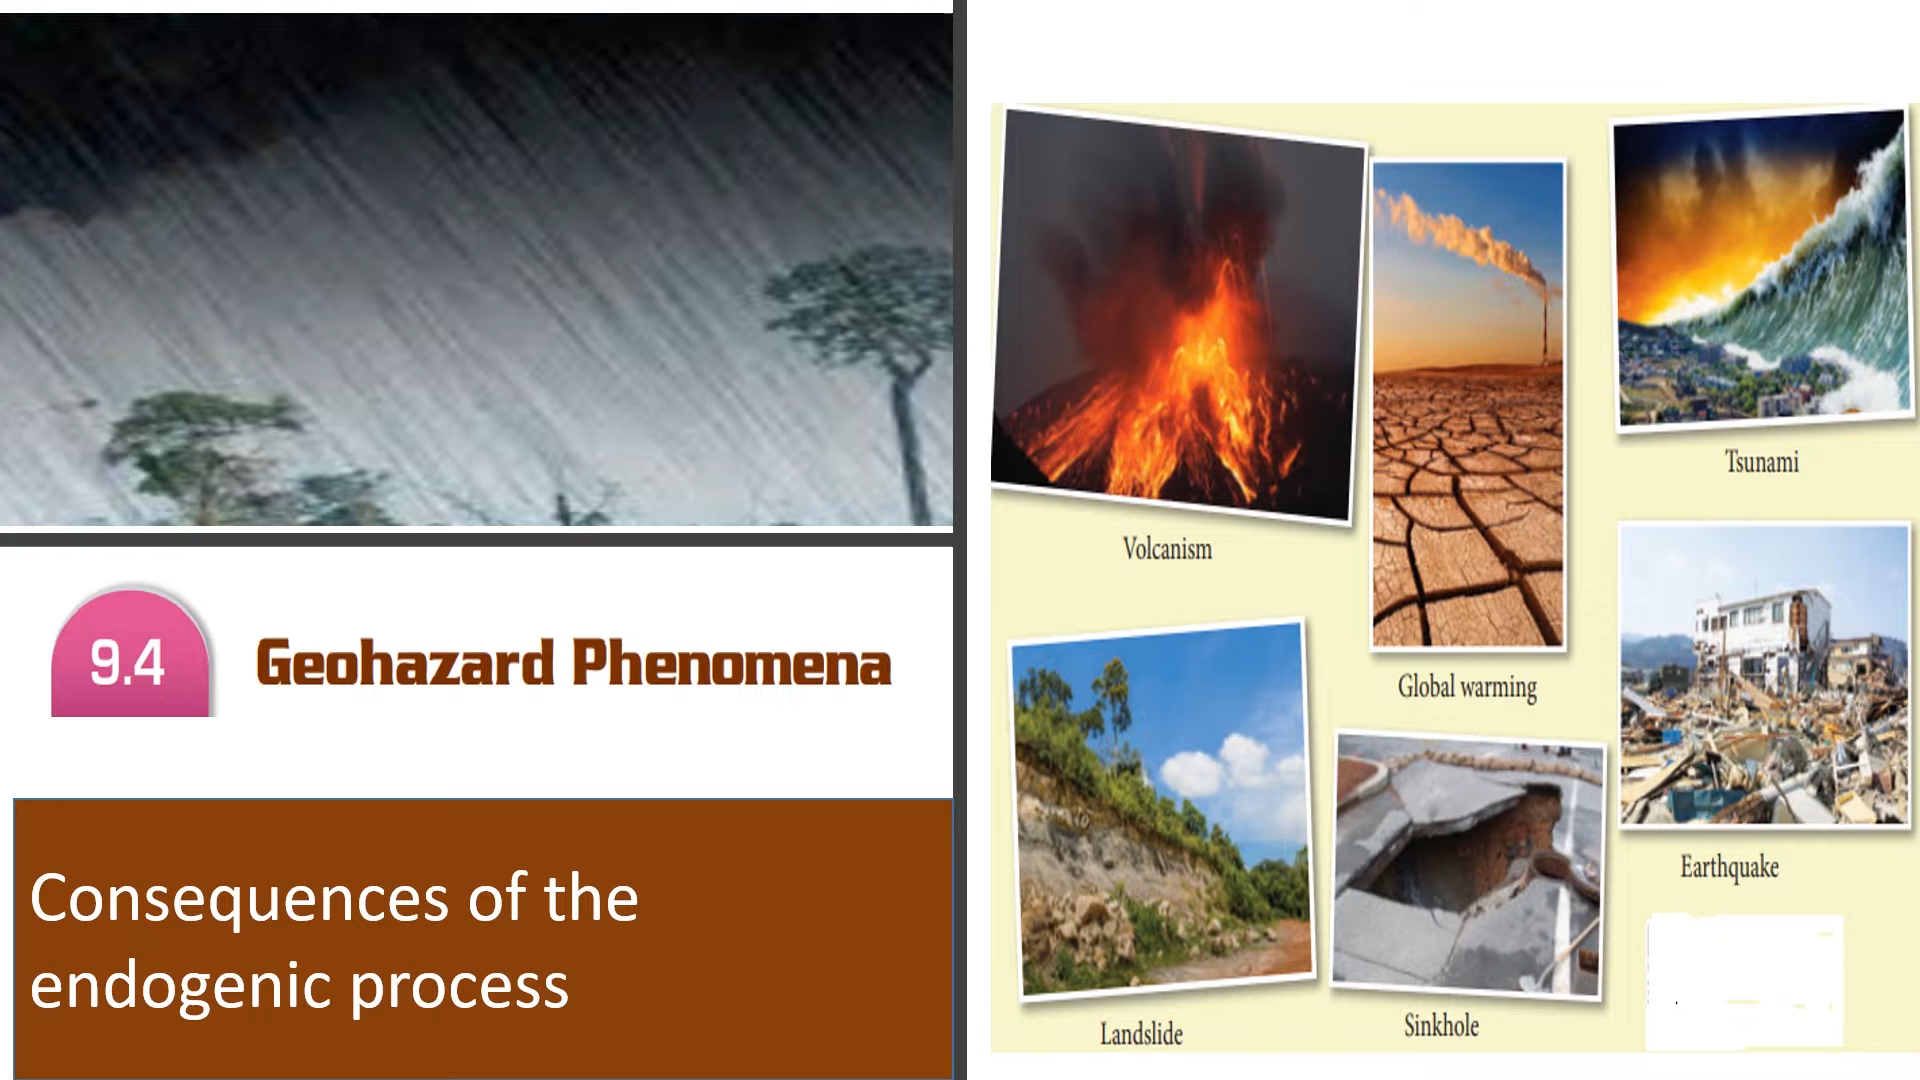 9.4
Geohazard Phenomena
Consequences of the
endogenic process
Volcanism
Global warming
Tsunami
Landslide
Sinkhole
Earthquake